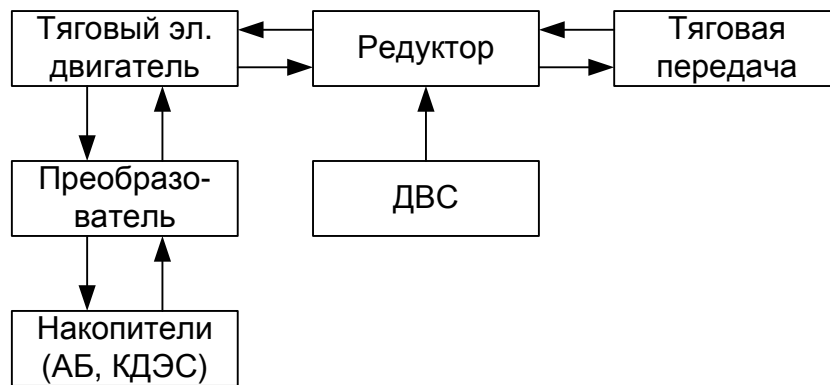 Тяговый эл.
двигатель
Редуктор
Тяговая
передача
Преобразо-
ватель
ДВС
Накопители
(АБ, КДЭС)